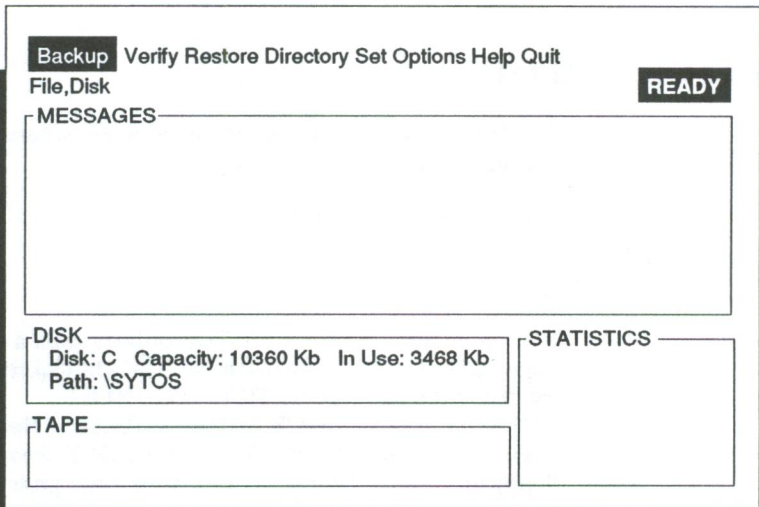 Backup Verify Restore Directory Set Options Help Quit
File,Disk
READY
MESSAGES
DISK
Disk: C Capacity: 10360 Kb In Use: 3468 Kb
Path: \SYTOS
STATISTICS
TAPE